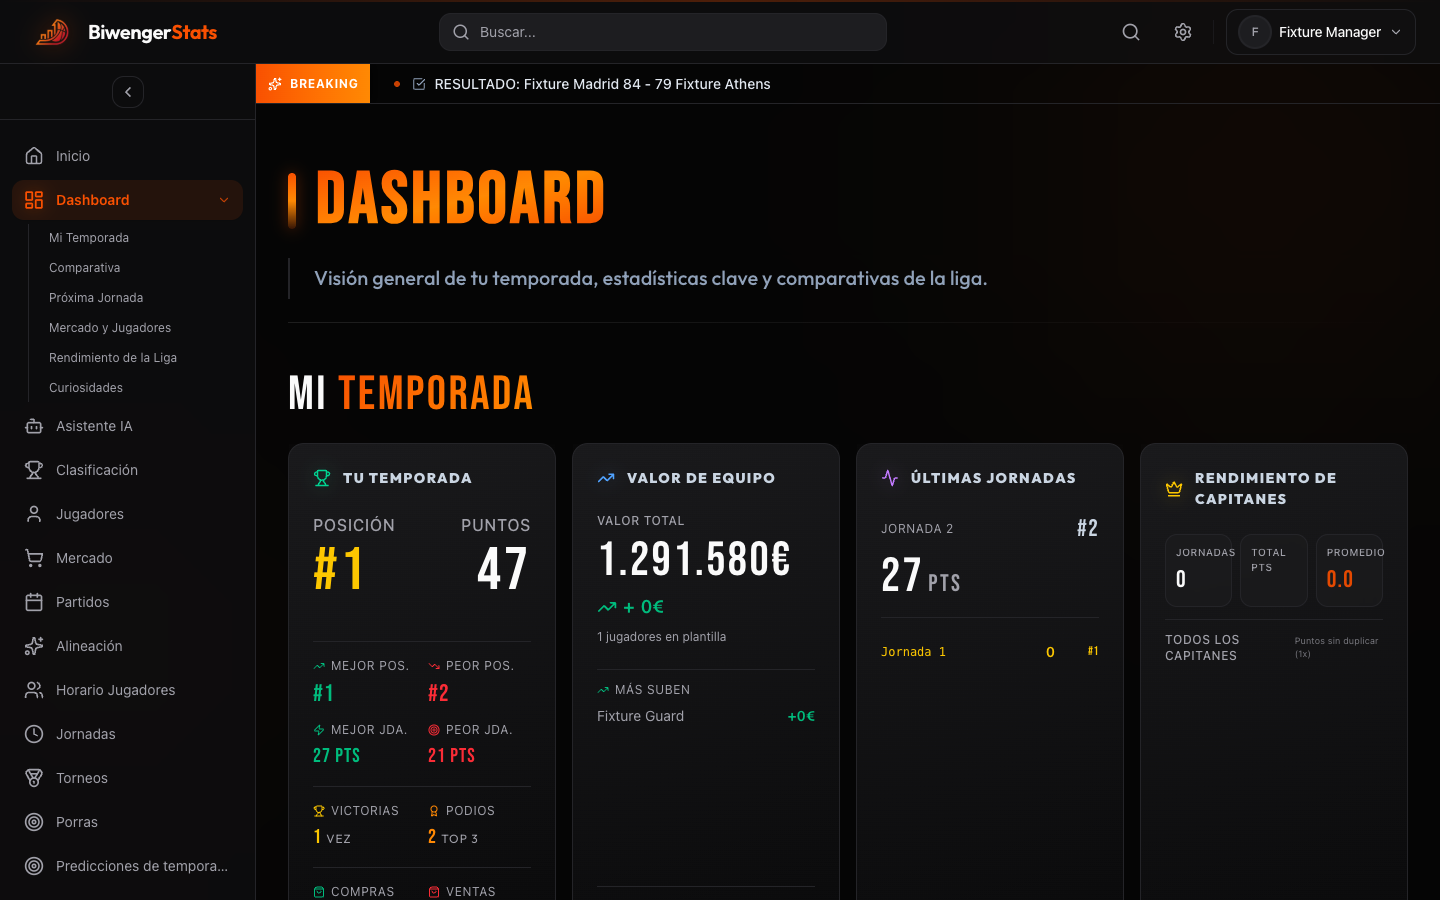 BiwengerStats
Buscar...
F
Fixture Manager
BREAKING
RESULTADO: Fixture Madrid 84 - 79 Fixture Athens
Inicio
Dashboard
Mi Temporada
Comparativa
Próxima Jornada
Mercado y Jugadores
Rendimiento de la Liga
Curiosidades
Asistente IA
Clasificación
Jugadores
Mercado
Partidos
Alineación
Horario Jugadores
Jornadas
Torneos
Porras
Predicciones de tempora...
DASHBOARD
Visión general de tu temporada, estadísticas clave y comparativas de la liga.
MI TEMPORADA
TU TEMPORADA
POSICIÓN PUNTOS
#1 47
MEJOR POS. PEOR POS.
#1 #2
MEJOR JDA. PEOR JDA.
27 PTS 21 PTS
VICTORIAS PODIOS
1 VEZ 2 TOP 3
COMPRAS VENTAS
VALOR DE EQUIPO
VALOR TOTAL
1.291.580€
+ 0€
1 jugadores en plantilla
MÁS SUBEN
Fixture Guard +0€
ÚLTIMAS JORNADAS
JORNADA 2 #2
27 PTS
Jornada 1 0 #1
RENDIMIENTO DE
CAPITANES
JORNADAS
0
TOTAL
PTS
PROMEDIO
0.0
TODOS LOS
CAPITANES
Puntos sin duplicar
(1x)